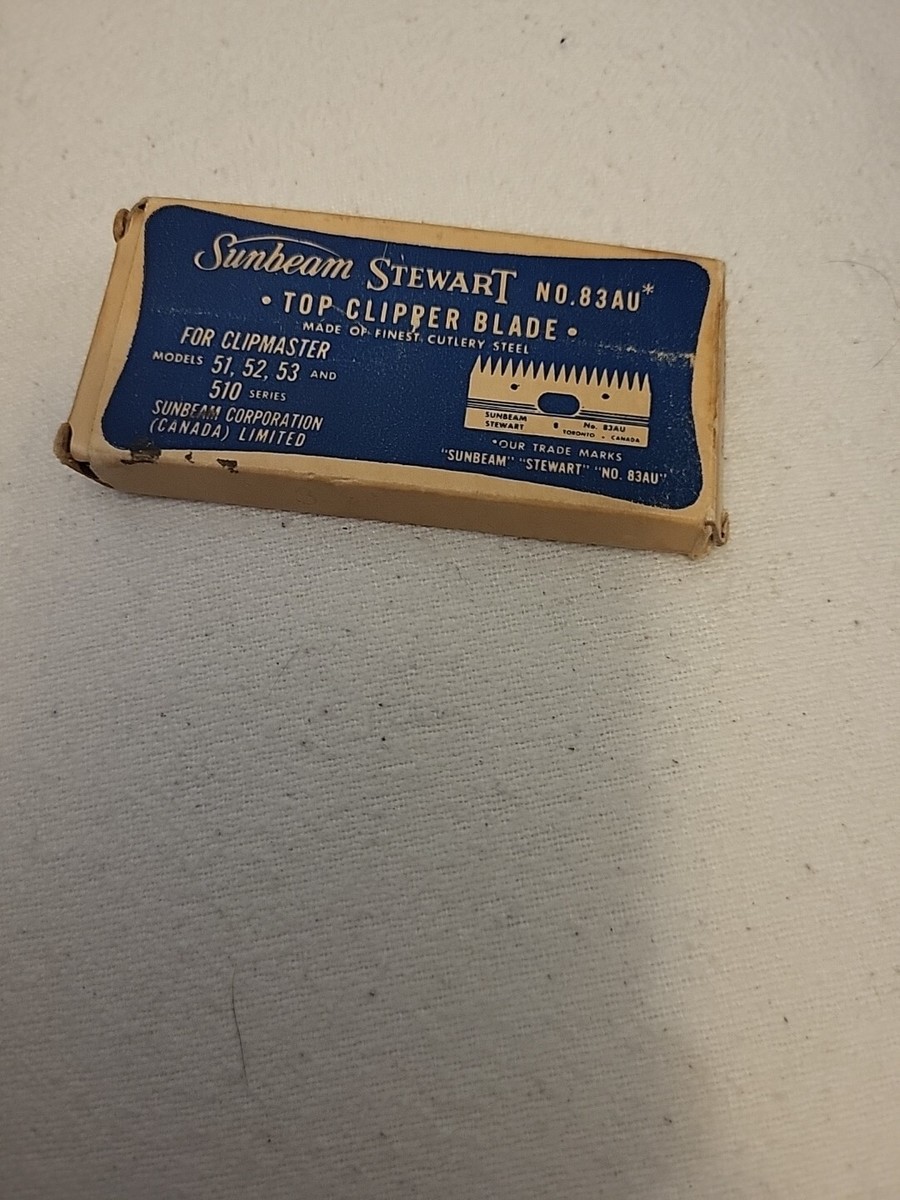 Sunbeam STEWART NO.83AU*
• TOP CLIPPER BLADE •
MADE OF FINEST CUTLERY STEEL
FOR CLIPMASTER
MODELS 51, 52, 53 AND
510 SERIES
SUNBEAM CORPORATION
(CANADA) LIMITED
SUNBEAM
STEWART
8 No. 83AU
TORONTO - CANADA
*OUR TRADE MARKS
"SUNBEAM" "STEWART" "NO. 83AU"